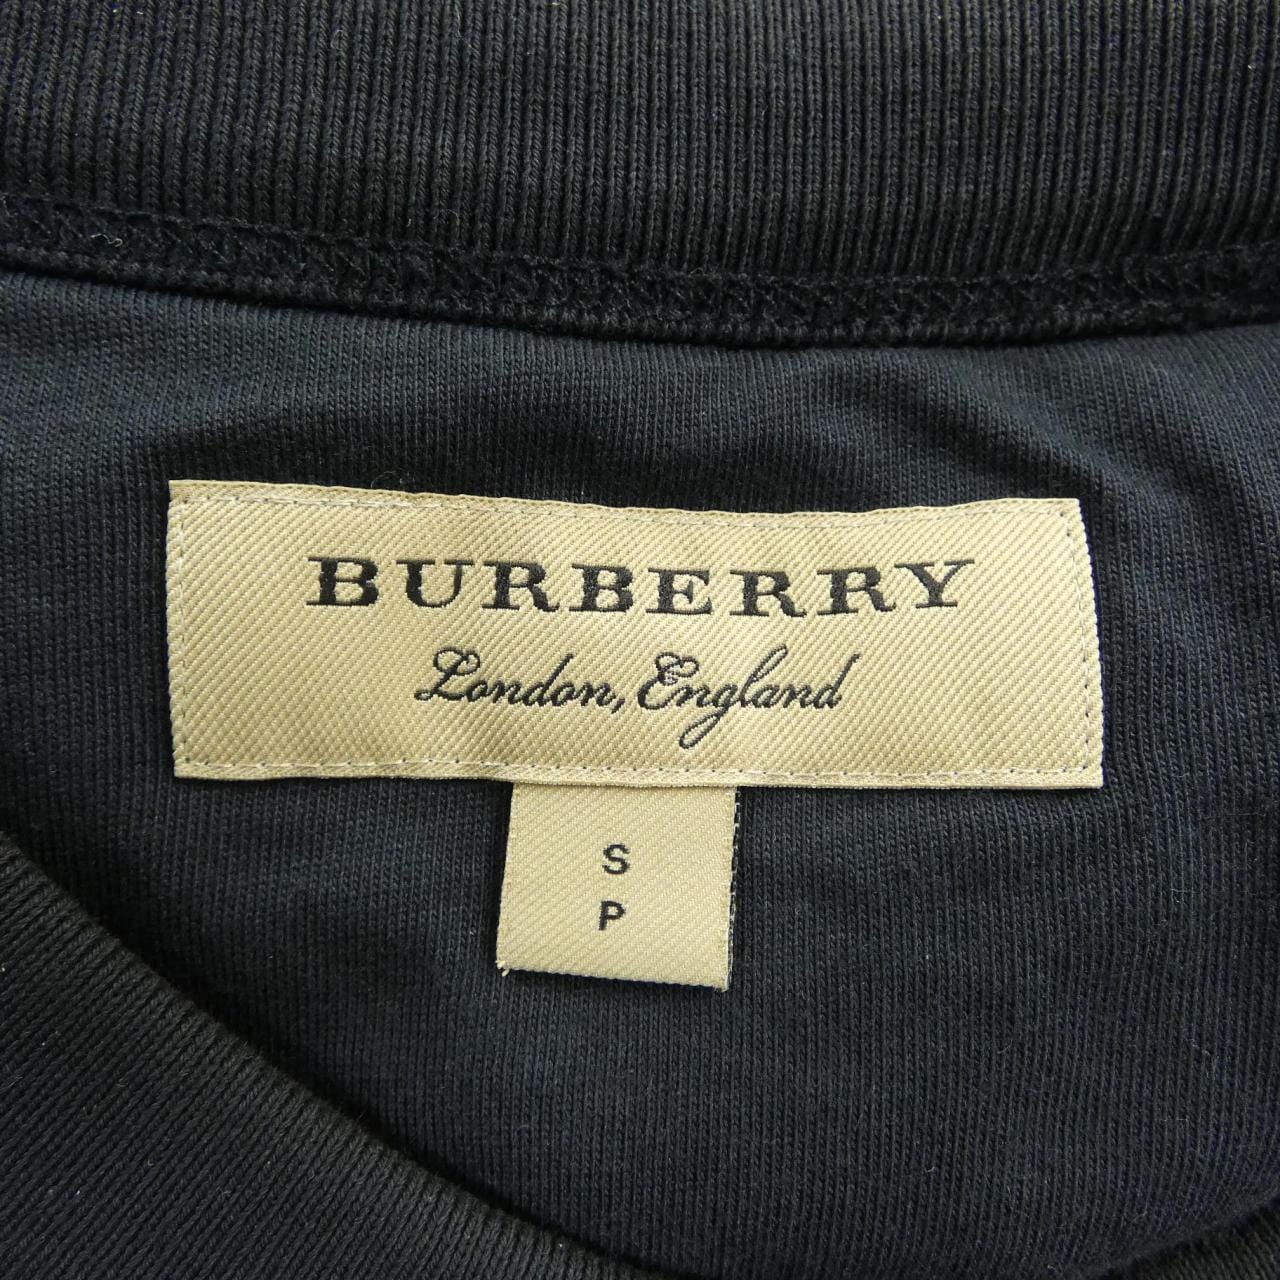 BURBERRY
London, England
S
P